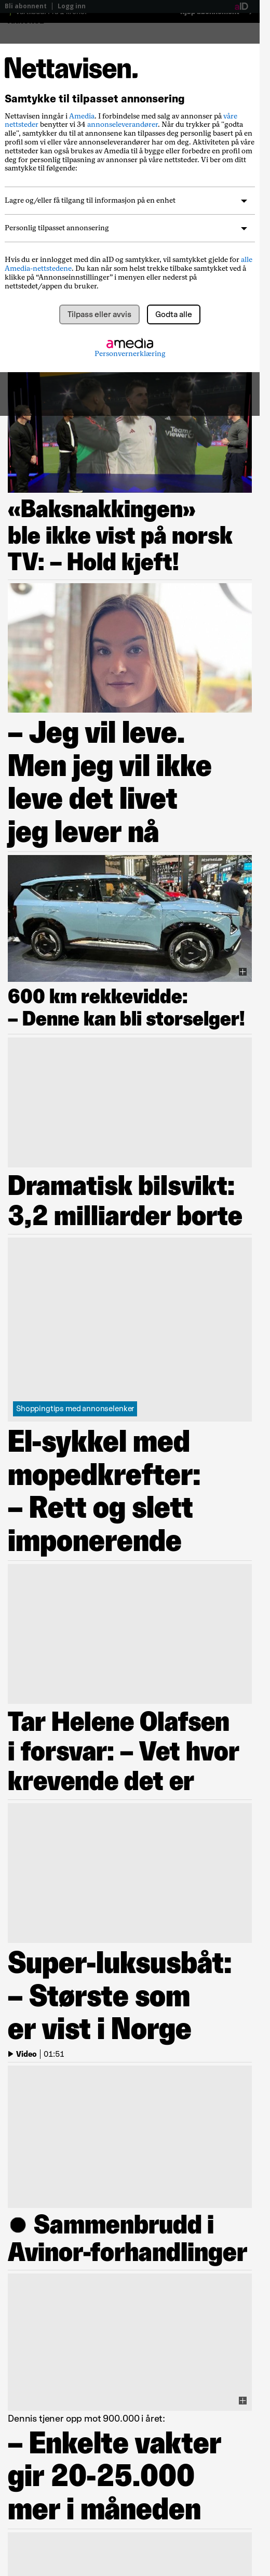 Bli abonnent | Logg inn
aID
Nettavisen.
Samtykke til tilpasset annonsering
Nettavisen inngår i Amedia. I forbindelse med salg av annonser på våre
nettsteder benytter vi 34 annonseleverandører. Når du trykker på "godta
alle", samtykker du til at annonsene kan tilpasses deg personlig basert på en
profil som vi eller våre annonseleverandører har om deg. Aktiviteten på våre
nettsteder kan også brukes av Amedia til å bygge eller forbedre en profil om
deg for personlig tilpasning av annonser på våre nettsteder. Vi ber om ditt
samtykke til følgende:
Lagre og/eller få tilgang til informasjon på en enhet
Personlig tilpasset annonsering
Hvis du er innlogget med din aID og samtykker, vil samtykket gjelde for alle
Amedia-nettstedene. Du kan når som helst trekke tilbake samtykket ved å
klikke på “Annonseinnstillinger” i menyen eller nederst på
nettstedet/appen du bruker.
Tilpass eller avvis
Godta alle
amedia
Personvernerklæring
«Baksnakkingen»
ble ikke vist på norsk
TV: – Hold kjeft!
– Jeg vil leve.
Men jeg vil ikke
leve det livet
jeg lever nå
600 km rekkevidde:
– Denne kan bli storselger!
Dramatisk bilsvikt:
3,2 milliarder borte
Shoppingtips med annonselenker
El-sykkel med
mopedkrefter:
– Rett og slett
imponerende
Tar Helene Olafsen
i forsvar: – Vet hvor
krevende det er
Super-luksusbåt:
– Største som
er vist i Norge
Video | 01:51
● Sammenbrudd i
Avinor-forhandlinger
Dennis tjener opp mot 900.000 i året:
– Enkelte vakter
gir 20-25.000
mer i måneden